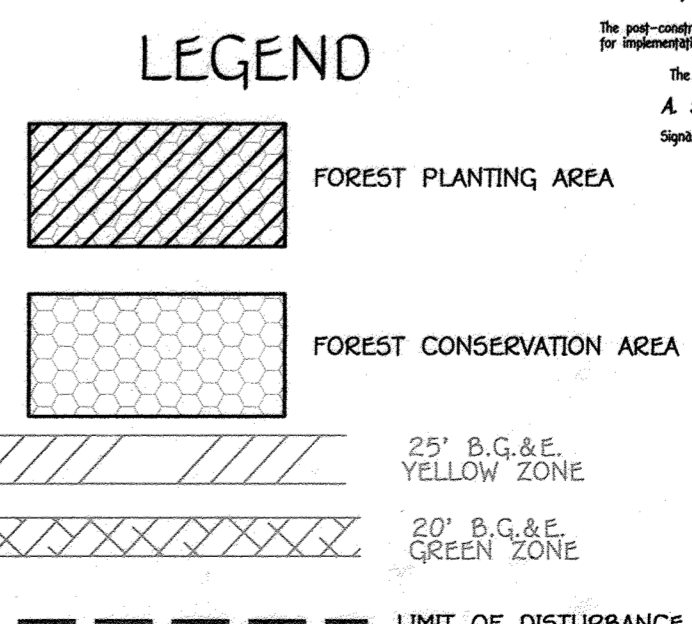 The post-constr
for implementati
The
LEGEND
A.
Signa
FOREST PLANTING AREA
FOREST CONSERVATION AREA
25' B.G.&E.
YELLOW ZONE
20' B.G.&E.
GREEN ZONE
LIMIT OF DISTURBANCE